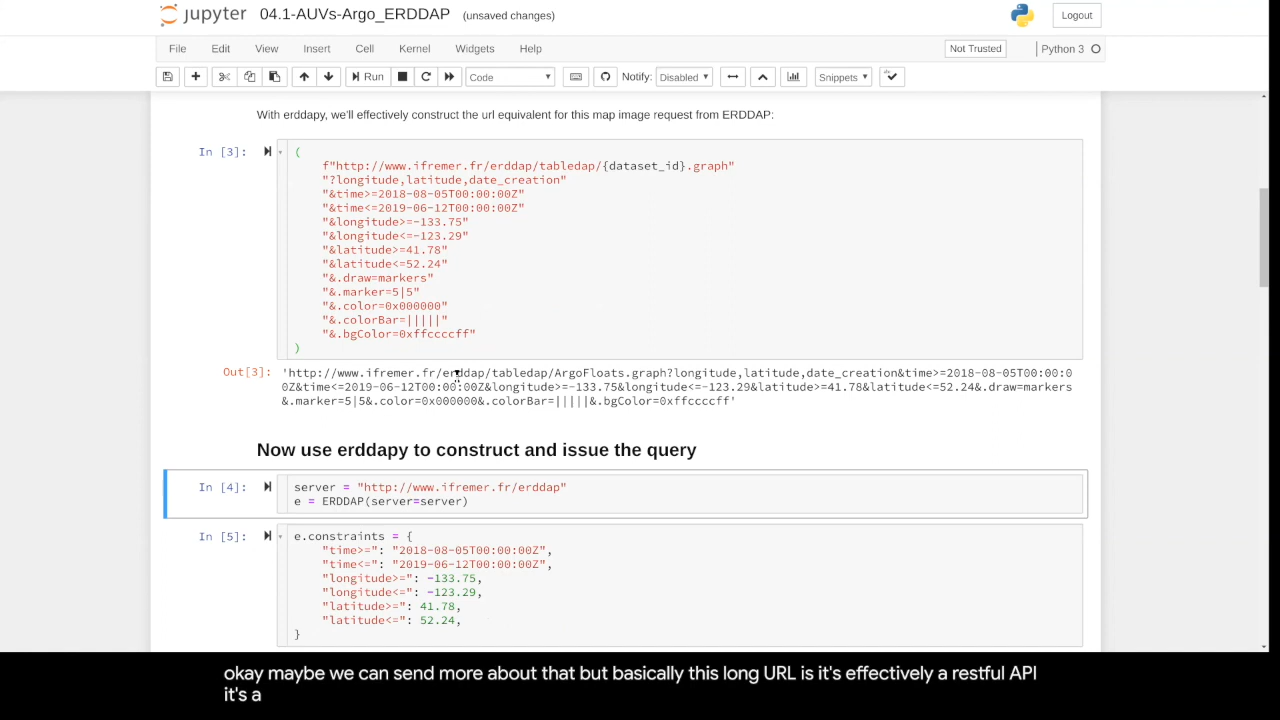 jupyter 04.1-AUVs-Argo_ERDDAP (unsaved changes) Logout
File Edit View Insert Cell Kernel Widgets Help Not Trusted Python 3
Run Code Notify: Disabled Snippets
With erddapy, we'll effectively construct the url equivalent for this map image request from ERDDAP:
In [3]: (
f"http://www.ifremer.fr/erddap/tabledap/{dataset_id}.graph"
"?longitude,latitude,date_creation"
"&time>=2018-08-05T00:00:00Z"
"&time<=2019-06-12T00:00:00Z"
"&longitude>=-133.75"
"&longitude<=-123.29"
"&latitude>=41.78"
"&latitude<=52.24"
"&.draw=markers"
"&.marker=5|5"
"&.color=0x000000"
"&.colorBar=|||||"
"&.bgColor=0xffccccff"
)
Out[3]: 'http://www.ifremer.fr/erddap/tabledap/ArgoFloats.graph?longitude,latitude,date_creation&time>=2018-08-05T00:00:0
0Z&time<=2019-06-12T00:00:00Z&longitude>=-133.75&longitude<=-123.29&latitude>=41.78&latitude<=52.24&.draw=markers
&.marker=5|5&.color=0x000000&.colorBar=|||||&.bgColor=0xffccccff'
Now use erddapy to construct and issue the query
In [4]: server = "http://www.ifremer.fr/erddap"
e = ERDDAP(server=server)
In [5]: e.constraints = {
"time>=": "2018-08-05T00:00:00Z",
"time<=": "2019-06-12T00:00:00Z",
"longitude>=": -133.75,
"longitude<=": -123.29,
"latitude>=": 41.78,
"latitude<=": 52.24,
}
okay maybe we can send more about that but basically this long URL is it's effectively a restful API
it's a